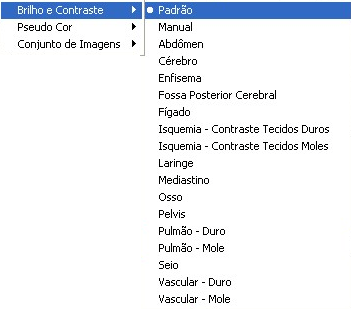 Brilho e Contraste
Pseudo Cor
Conjunto de Imagens
Padrão
Manual
Abdômen
Cérebro
Enfisema
Fossa Posterior Cerebral
Fígado
Isquemia - Contraste Tecidos Duros
Isquemia - Contraste Tecidos Moles
Laringe
Mediastino
Osso
Pelvis
Pulmão - Duro
Pulmão - Mole
Seio
Vascular - Duro
Vascular - Mole